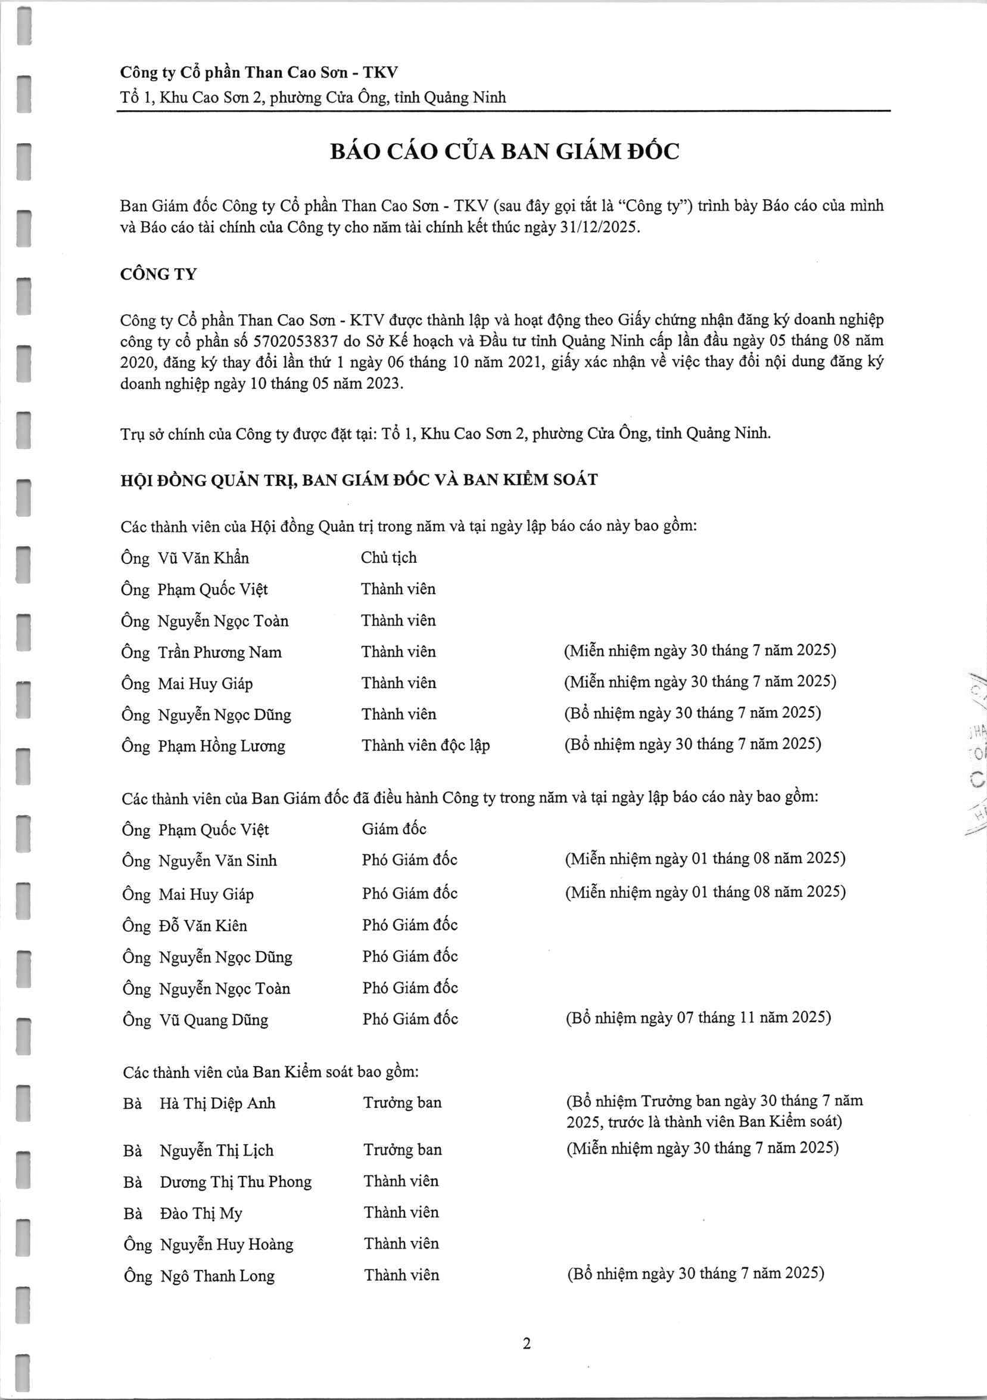 Công ty Cổ phần Than Cao Sơn - TKV
Tổ 1, Khu Cao Sơn 2, phường Cửa Ông, tỉnh Quảng Ninh
BÁO CÁO CỦA BAN GIÁM ĐỐC
Ban Giám đốc Công ty Cổ phần Than Cao Sơn - TKV (sau đây gọi tắt là “Công ty”) trình bày Báo cáo của mình
và Báo cáo tài chính của Công ty cho năm tài chính kết thúc ngày 31/12/2025.
CÔNG TY
Công ty Cổ phần Than Cao Sơn - KTV được thành lập và hoạt động theo Giấy chứng nhận đăng ký doanh nghiệp
công ty cổ phần số 5702053837 do Sở Kế hoạch và Đầu tư tỉnh Quảng Ninh cấp lần đầu ngày 05 tháng 08 năm
2020, đăng ký thay đổi lần thứ 1 ngày 06 tháng 10 năm 2021, giấy xác nhận về việc thay đổi nội dung đăng ký
doanh nghiệp ngày 10 tháng 05 năm 2023.
Trụ sở chính của Công ty được đặt tại: Tổ 1, Khu Cao Sơn 2, phường Cửa Ông, tỉnh Quảng Ninh.
HỘI ĐỒNG QUẢN TRỊ, BAN GIÁM ĐỐC VÀ BAN KIỂM SOÁT
Các thành viên của Hội đồng Quản trị trong năm và tại ngày lập báo cáo này bao gồm:
Ông Vũ Văn Khẩn Chủ tịch
Ông Phạm Quốc Việt Thành viên
Ông Nguyễn Ngọc Toàn Thành viên
Ông Trần Phương Nam Thành viên (Miễn nhiệm ngày 30 tháng 7 năm 2025)
Ông Mai Huy Giáp Thành viên (Miễn nhiệm ngày 30 tháng 7 năm 2025)
Ông Nguyễn Ngọc Dũng Thành viên (Bổ nhiệm ngày 30 tháng 7 năm 2025)
Ông Phạm Hồng Lương Thành viên độc lập (Bổ nhiệm ngày 30 tháng 7 năm 2025)
Các thành viên của Ban Giám đốc đã điều hành Công ty trong năm và tại ngày lập báo cáo này bao gồm:
Ông Phạm Quốc Việt Giám đốc
Ông Nguyễn Văn Sinh Phó Giám đốc (Miễn nhiệm ngày 01 tháng 08 năm 2025)
Ông Mai Huy Giáp Phó Giám đốc (Miễn nhiệm ngày 01 tháng 08 năm 2025)
Ông Đỗ Văn Kiên Phó Giám đốc
Ông Nguyễn Ngọc Dũng Phó Giám đốc
Ông Nguyễn Ngọc Toàn Phó Giám đốc
Ông Vũ Quang Dũng Phó Giám đốc (Bổ nhiệm ngày 07 tháng 11 năm 2025)
Các thành viên của Ban Kiểm soát bao gồm:
Bà Hà Thị Diệp Anh Trưởng ban (Bổ nhiệm Trưởng ban ngày 30 tháng 7 năm
2025, trước là thành viên Ban Kiểm soát)
Bà Nguyễn Thị Lịch Trưởng ban (Miễn nhiệm ngày 30 tháng 7 năm 2025)
Bà Dương Thị Thu Phong Thành viên
Bà Đào Thị My Thành viên
Ông Nguyễn Huy Hoàng Thành viên
Ông Ngô Thanh Long Thành viên (Bổ nhiệm ngày 30 tháng 7 năm 2025)
2